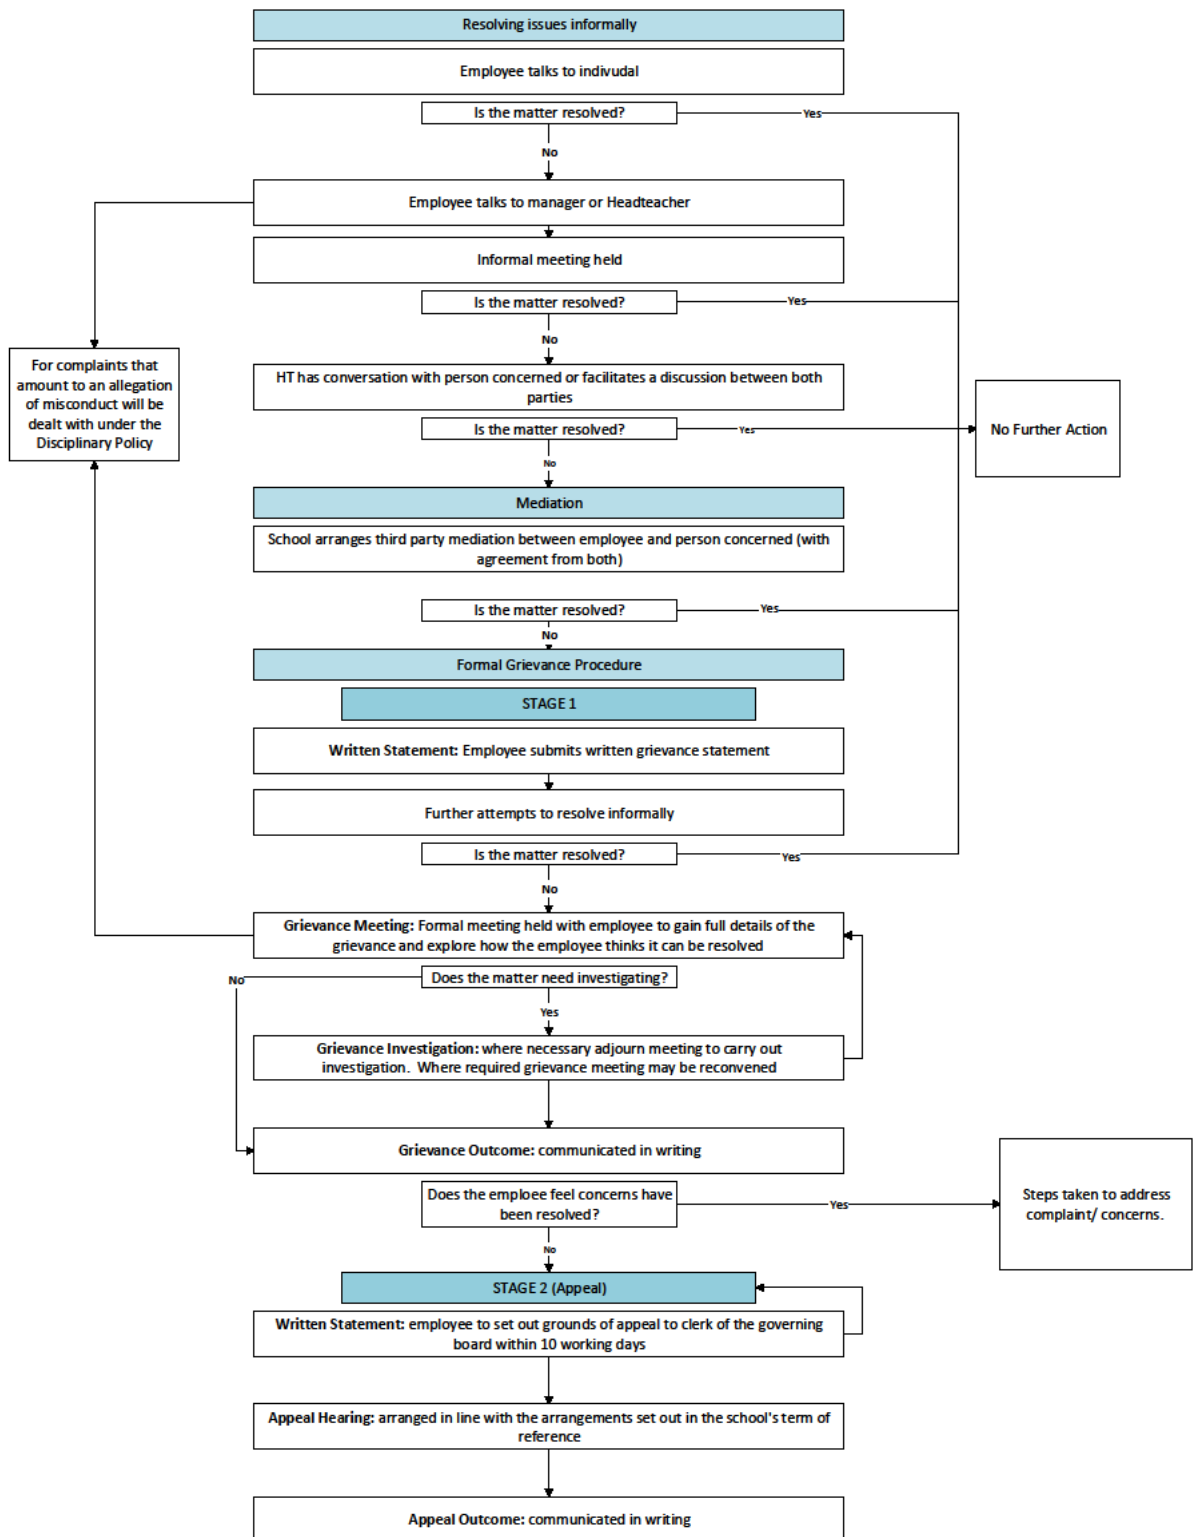 Resolving issues informally
Employee talks to indivudal
Is the matter resolved?
Yes
No
Employee talks to manager or Headteacher
Informal meeting held
Is the matter resolved?
Yes
No
For complaints that
amount to an allegation
of misconduct will be
dealt with under the
Disciplinary Policy
HT has conversation with person concerned or facilitates a discussion between both
parties
Is the matter resolved?
Yes
No Further Action
No
Mediation
School arranges third party mediation between employee and person concerned (with
agreement from both)
Is the matter resolved?
Yes
No
Formal Grievance Procedure
STAGE 1
Written Statement: Employee submits written grievance statement
Further attempts to resolve informally
Is the matter resolved?
Yes
No
Grievance Meeting: Formal meeting held with employee to gain full details of the
grievance and explore how the employee thinks it can be resolved
Does the matter need investigating?
No
Yes
Grievance Investigation: where necessary adjourn meeting to carry out
investigation. Where required grievance meeting may be reconvened
Grievance Outcome: communicated in writing
Does the emploee feel concerns have
been resolved?
Yes
Steps taken to address
complaint/ concerns.
No
STAGE 2 (Appeal)
Written Statement: employee to set out grounds of appeal to clerk of the governing
board within 10 working days
Appeal Hearing: arranged in line with the arrangements set out in the school's term of
reference
Appeal Outcome: communicated in writing